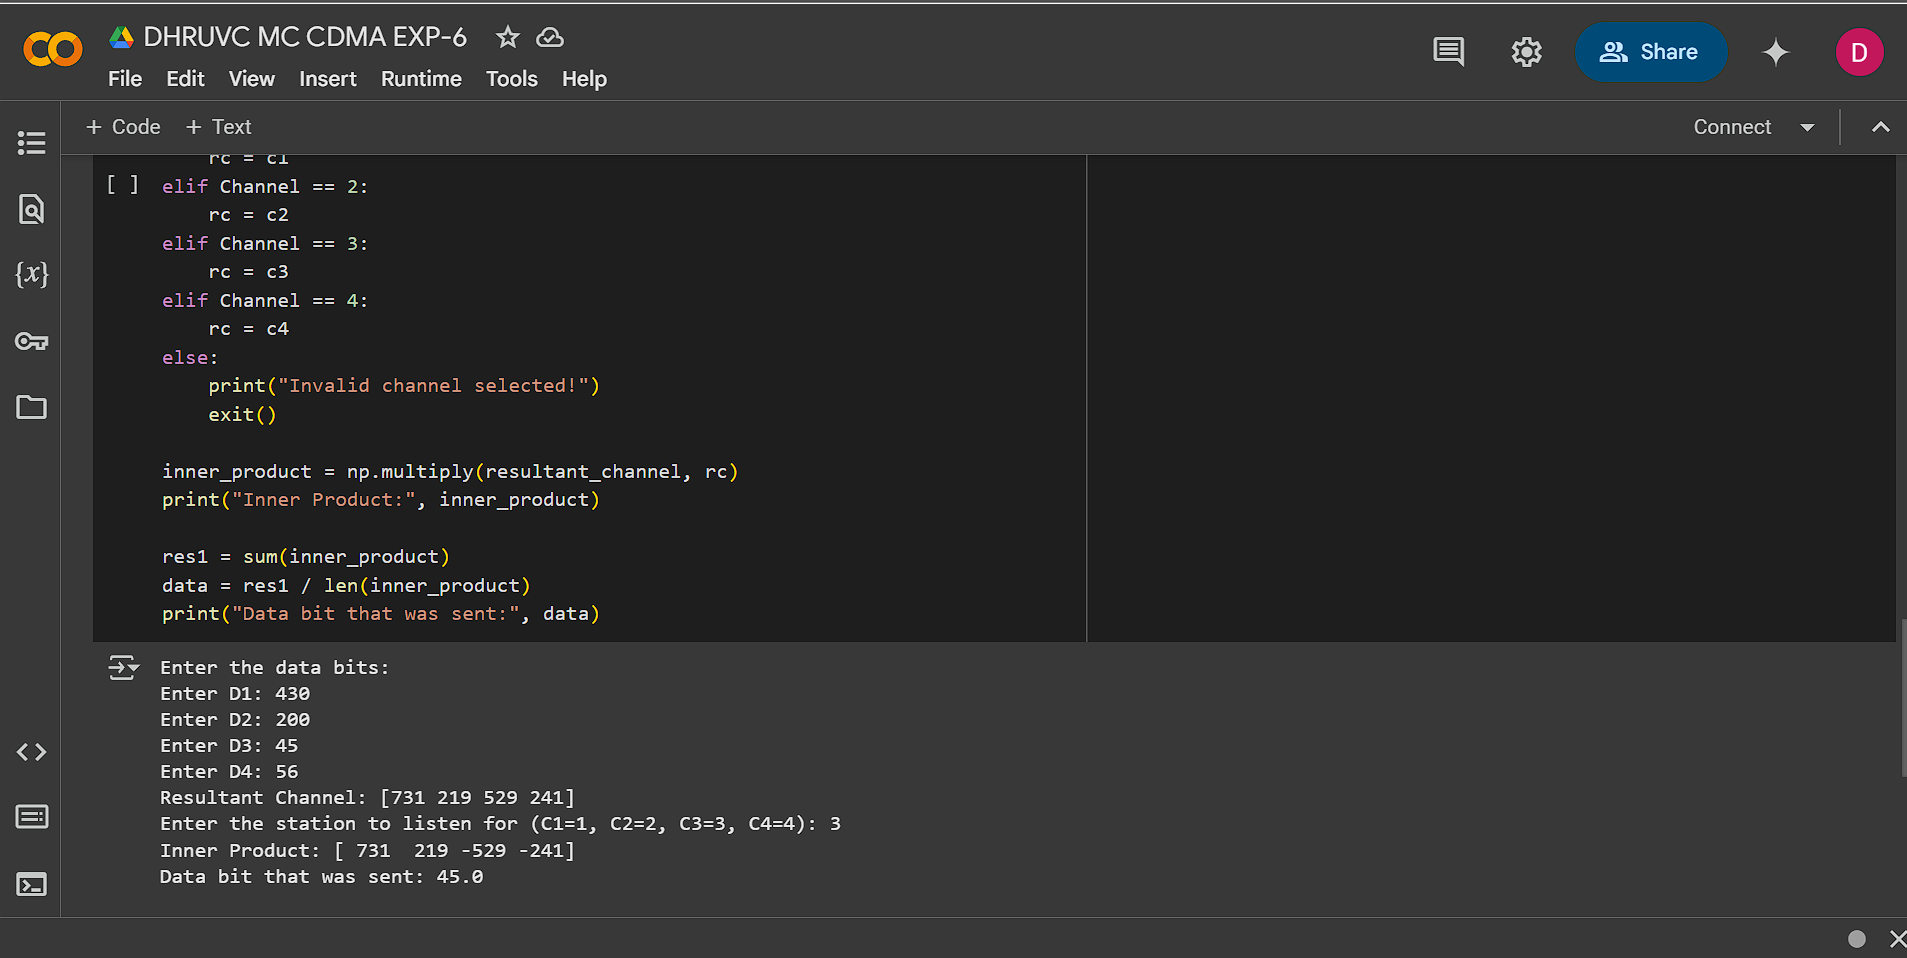 DHRUVC MC CDMA EXP-6
File Edit View Insert Runtime Tools Help
Share
D
+ Code + Text
Connect
{x}
rc = c1
[ ] elif Channel == 2:
    rc = c2
elif Channel == 3:
    rc = c3
elif Channel == 4:
    rc = c4
else:
    print("Invalid channel selected!")
    exit()
inner_product = np.multiply(resultant_channel, rc)
print("Inner Product:", inner_product)
res1 = sum(inner_product)
data = res1 / len(inner_product)
print("Data bit that was sent:", data)
Enter the data bits:
Enter D1: 430
Enter D2: 200
Enter D3: 45
Enter D4: 56
Resultant Channel: [731 219 529 241]
Enter the station to listen for (C1=1, C2=2, C3=3, C4=4): 3
Inner Product: [ 731  219 -529 -241]
Data bit that was sent: 45.0